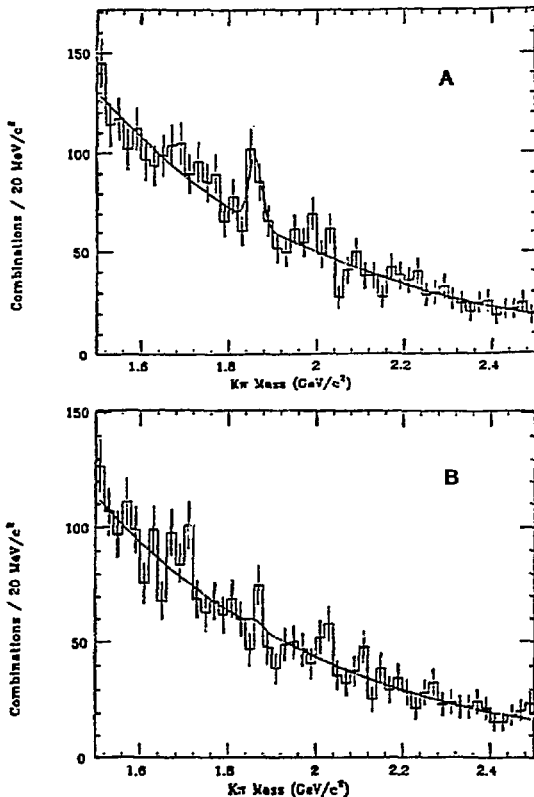 150
A
100
50
0
Combinations / 20 MeV/c²
1.6 1.8 2 2.2 2.4
Kπ Mass (GeV/c²)
150
B
100
50
0
Combinations / 20 MeV/c²
1.6 1.8 2 2.2 2.4
Kπ Mass (GeV/c²)